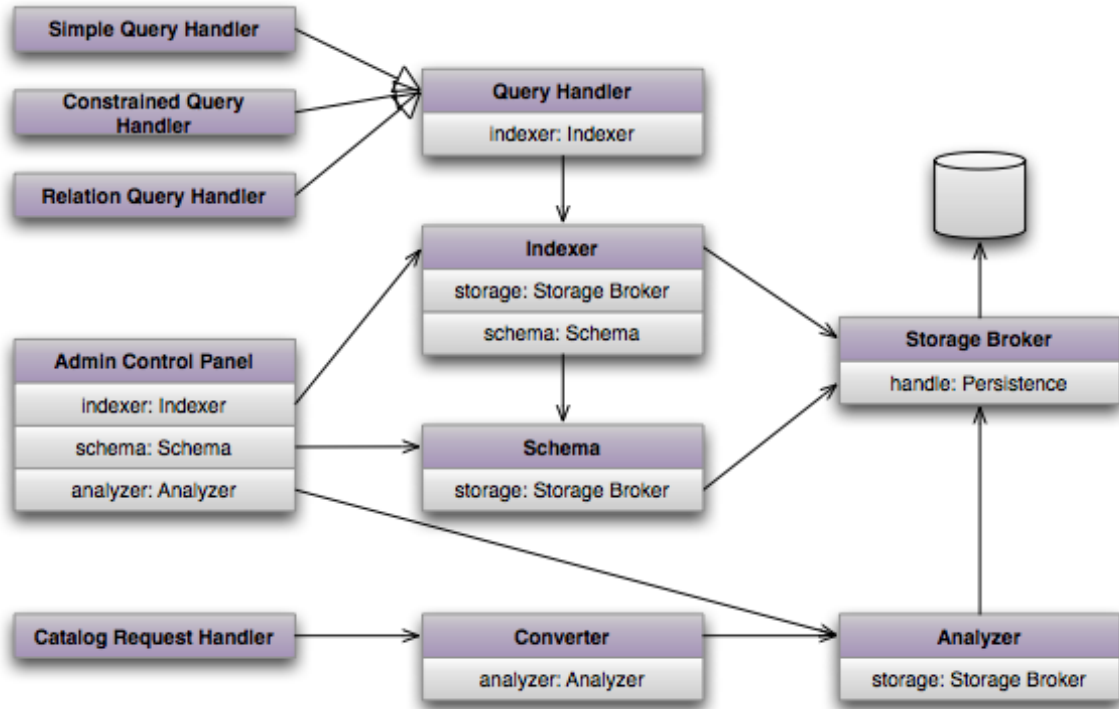 Simple Query Handler
Constrained Query
Handler
Relation Query Handler
Query Handler
indexer: Indexer
Indexer
storage: Storage Broker
schema: Schema
Storage Broker
handle: Persistence
Admin Control Panel
indexer: Indexer
schema: Schema
analyzer: Analyzer
Schema
storage: Storage Broker
Catalog Request Handler
Converter
analyzer: Analyzer
Analyzer
storage: Storage Broker